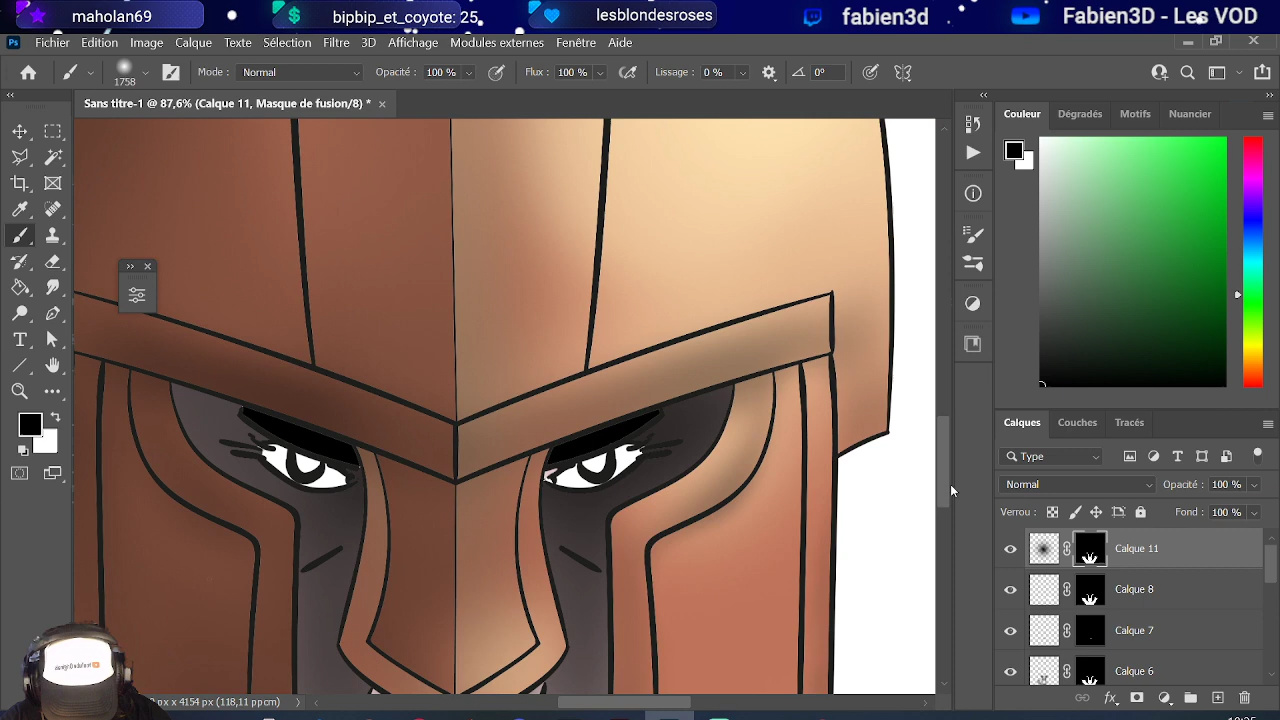 maholan69 bipbip_et_coyote: 25 lesblondesroses fabien3d Fabien3D - Les VOD
Ps Fichier Edition Image Calque Texte Sélection Filtre 3D Affichage Modules externes Fenêtre Aide
1758 Mode : Normal Opacité : 100 % Flux : 100 % Lissage : 0 % 0°
Sans titre-1 @ 87,6% (Calque 11, Masque de fusion/8) *
Couleur Dégradés Motifs Nuancier
Calques Couches Tracés
Type
Normal Opacité : 100 %
Verrou : Fond : 100 %
Calque 11
Calque 8
Calque 7
Calque 6
px x 4154 px (118,11 ppcm)
fx